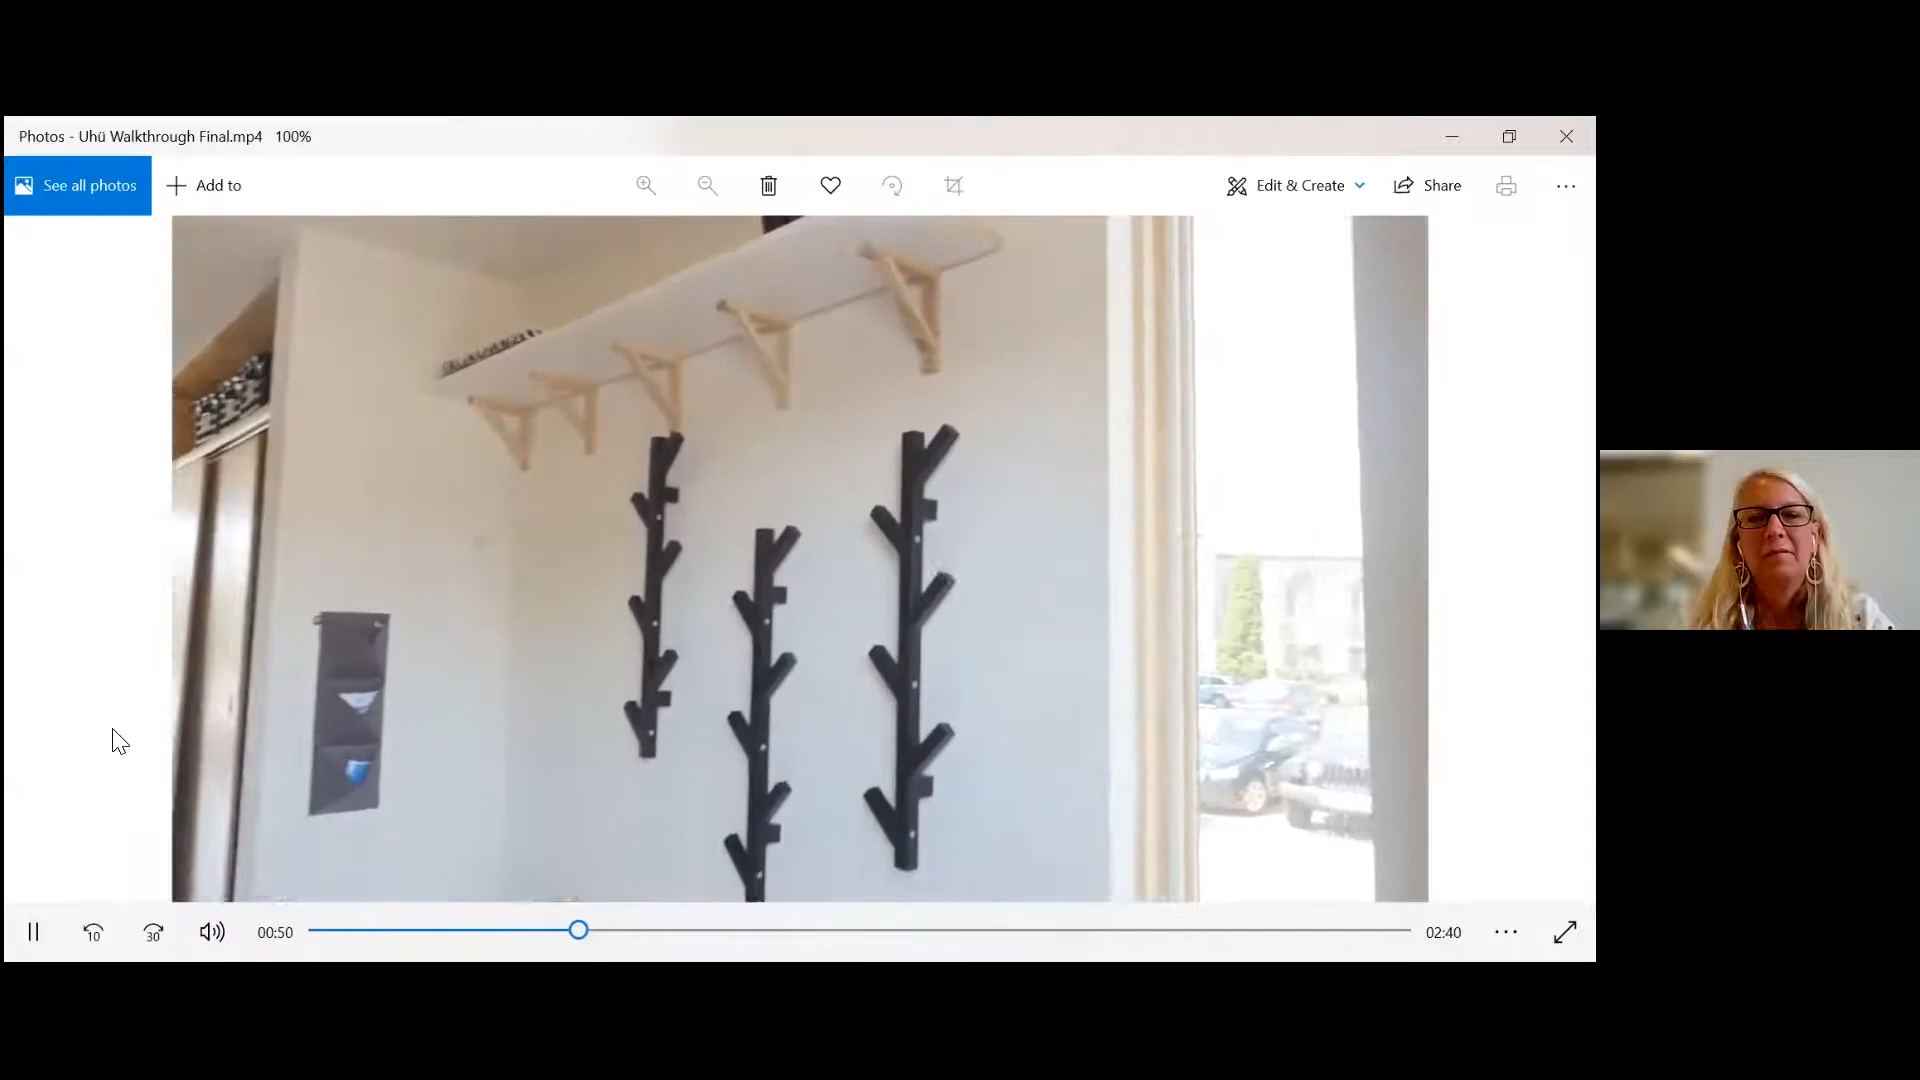 Photos - Uhü Walkthrough Final.mp4 100%
See all photos
Add to
Edit & Create
Share
10
30
00:50
02:40